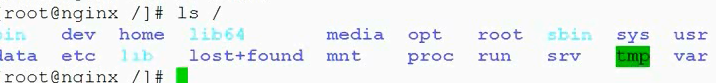 [root@nginx /]# ls /
bin dev home lib64 media opt root sbin sys usr
data etc lib lost+found mnt proc run srv tmp var
[root@nginx /]#